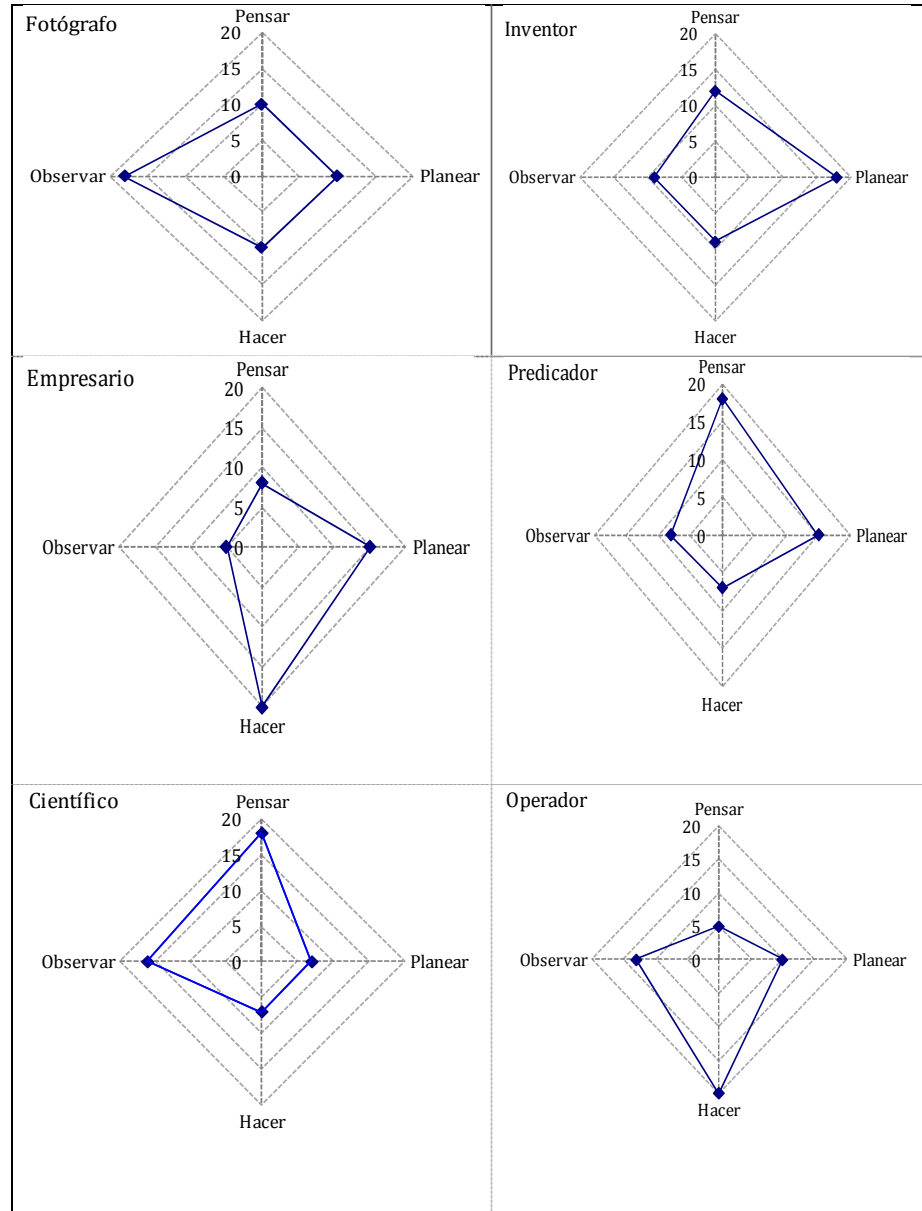 Fotógrafo
Pensar
20
15
10
5
0
Observar
Planear
Hacer
Inventor
Pensar
20
15
10
5
0
Observar
Planear
Hacer
Empresario
Pensar
20
15
10
5
0
Observar
Planear
Hacer
Predicador
Pensar
20
15
10
5
0
Observar
Planear
Hacer
Científico
Pensar
20
15
10
5
0
Observar
Planear
Hacer
Operador
Pensar
20
15
10
5
0
Observar
Planear
Hacer